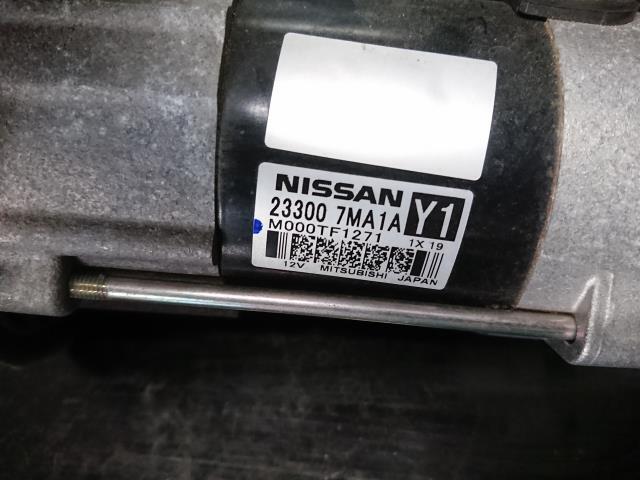 NISSAN
23300 7MA1A Y1
M000TF1271 1X 19
12V MITSUBISHI JAPAN